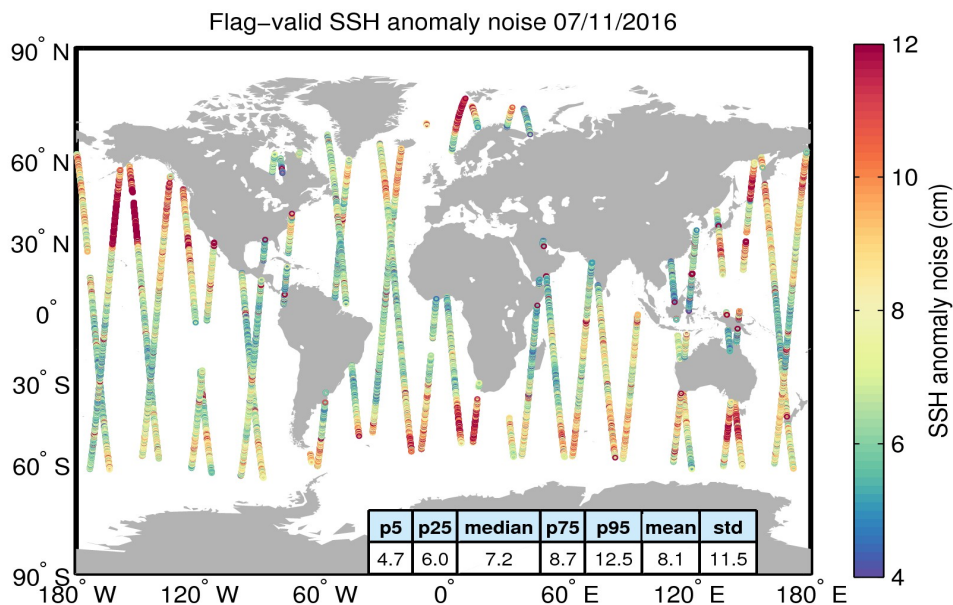 Flag−valid SSH anomaly noise 07/11/2016
90° N
60° N
30° N
0°
30° S
60° S
90° S
180° W
120° W
60° W
0°
60° E
120° E
180° E
p5 p25 median p75 p95 mean std
4.7 6.0 7.2 8.7 12.5 8.1 11.5
12
10
8
6
4
SSH anomaly noise (cm)